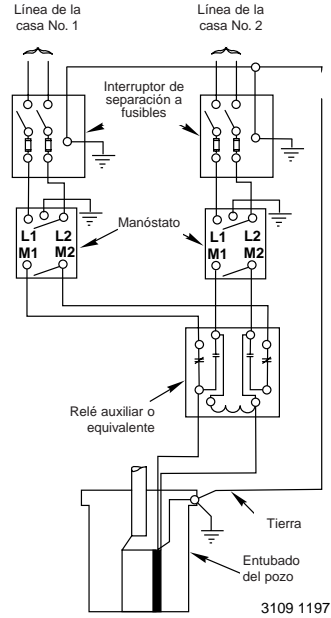 Línea de la
casa No. 1
Línea de la
casa No. 2
Interruptor de
separación a
fusibles
L1 L2
M1 M2
Manóstato
L1 L2
M1 M2
Relé auxiliar o
equivalente
Tierra
Entubado
del pozo
3109 1197